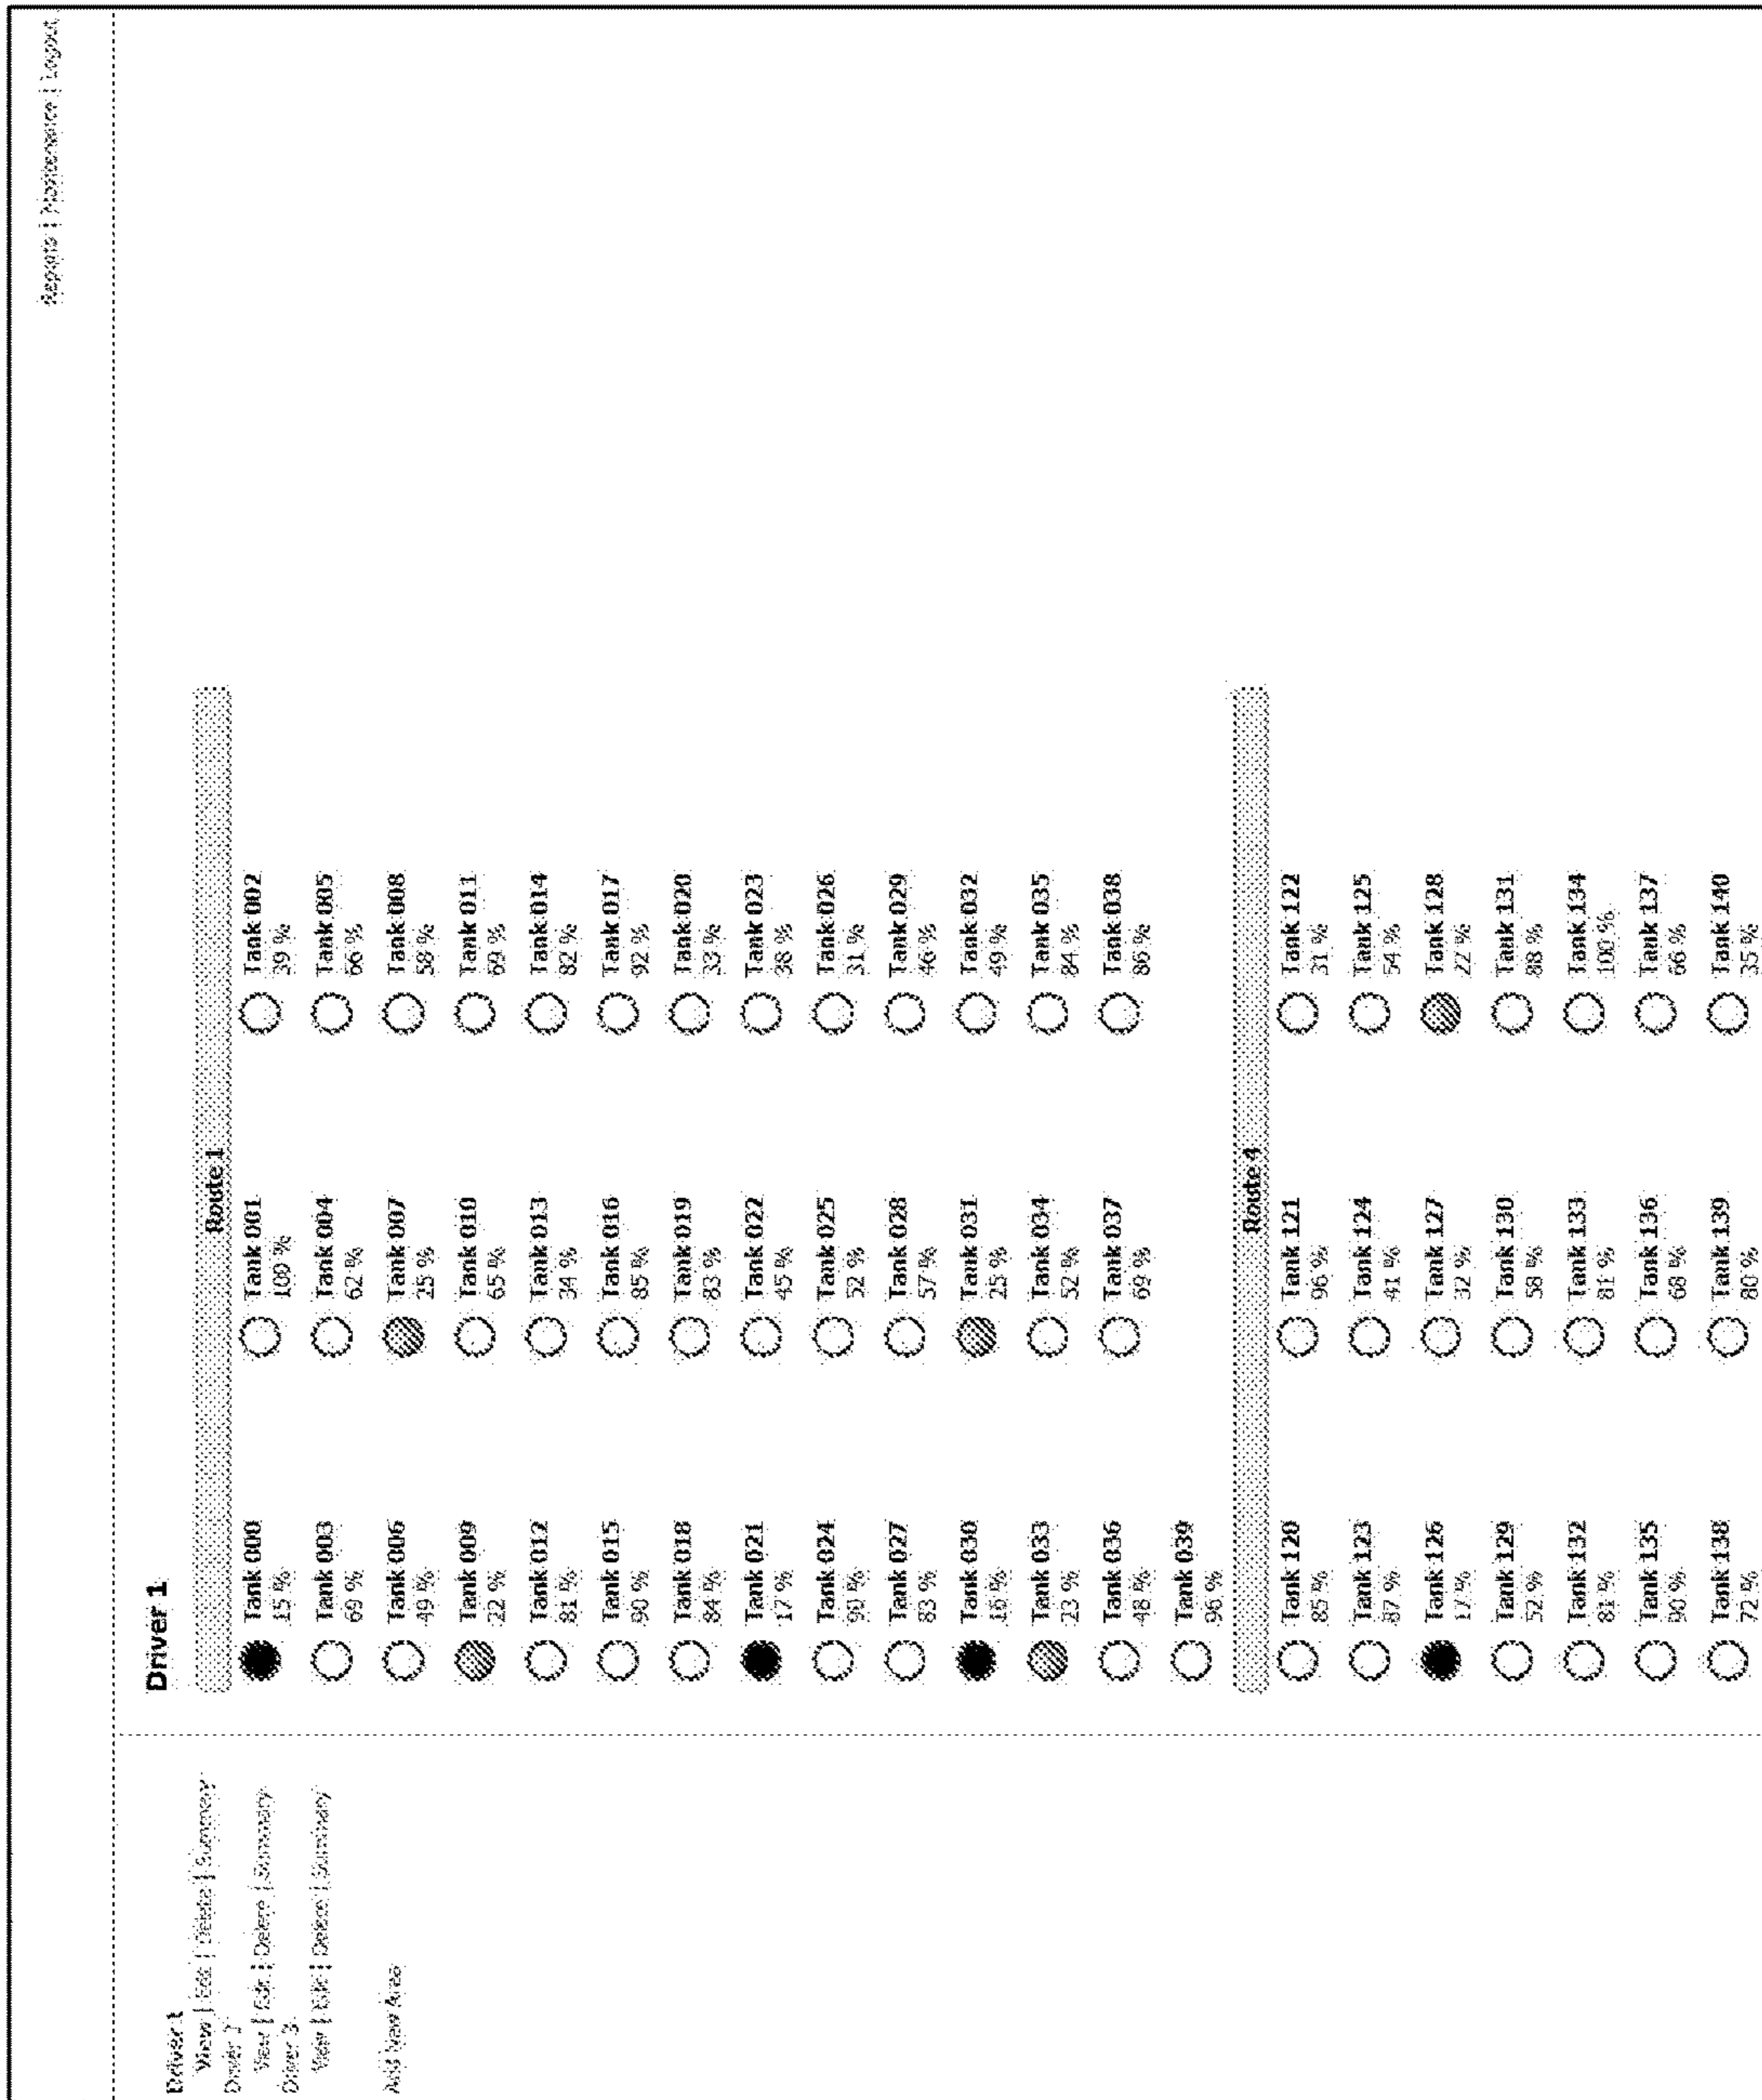 Reports | Maintenance | Logout
Driver 1
View | Edit | Delete | Summary
Driver 2
View | Edit | Delete | Summary
Driver 3
View | Edit | Delete | Summary
Add New Area
Driver 1
Route 1
Tank 000 Tank 001 Tank 002
15 % 100 % 39 %
Tank 003 Tank 004 Tank 005
69 % 62 % 66 %
Tank 006 Tank 007 Tank 008
49 % 25 % 58 %
Tank 009 Tank 010 Tank 011
22 % 65 % 69 %
Tank 012 Tank 013 Tank 014
81 % 34 % 82 %
Tank 015 Tank 016 Tank 017
90 % 85 % 92 %
Tank 018 Tank 019 Tank 020
84 % 83 % 33 %
Tank 021 Tank 022 Tank 023
17 % 45 % 38 %
Tank 024 Tank 025 Tank 026
90 % 52 % 31 %
Tank 027 Tank 028 Tank 029
83 % 57 % 46 %
Tank 030 Tank 031 Tank 032
16 % 25 % 49 %
Tank 033 Tank 034 Tank 035
23 % 52 % 84 %
Tank 036 Tank 037 Tank 038
48 % 69 % 86 %
Tank 039
96 %
Route 4
Tank 120 Tank 121 Tank 122
85 % 96 % 31 %
Tank 123 Tank 124 Tank 125
87 % 41 % 54 %
Tank 126 Tank 127 Tank 128
17 % 32 % 22 %
Tank 129 Tank 130 Tank 131
52 % 58 % 88 %
Tank 132 Tank 133 Tank 134
81 % 81 % 100 %
Tank 135 Tank 136 Tank 137
90 % 68 % 66 %
Tank 138 Tank 139 Tank 140
72 % 80 % 35 %